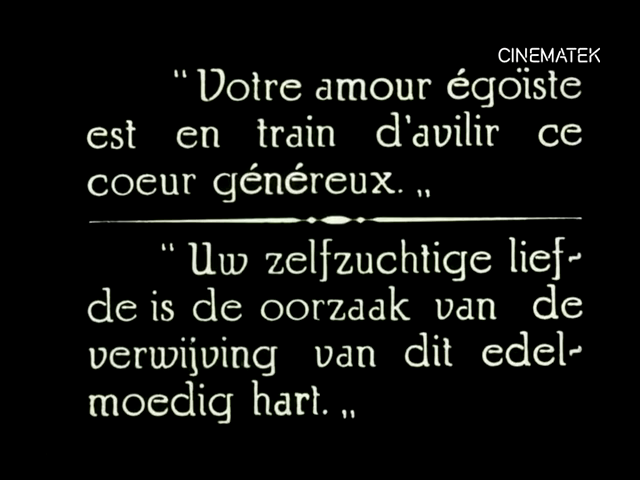 CINEMATEK
“Votre amour égoïste
est en train d'avilir ce
coeur généreux. „
“Uw zelfzuchtige lief-
de is de oorzaak van de
verwijving van dit edel-
moedig hart. „